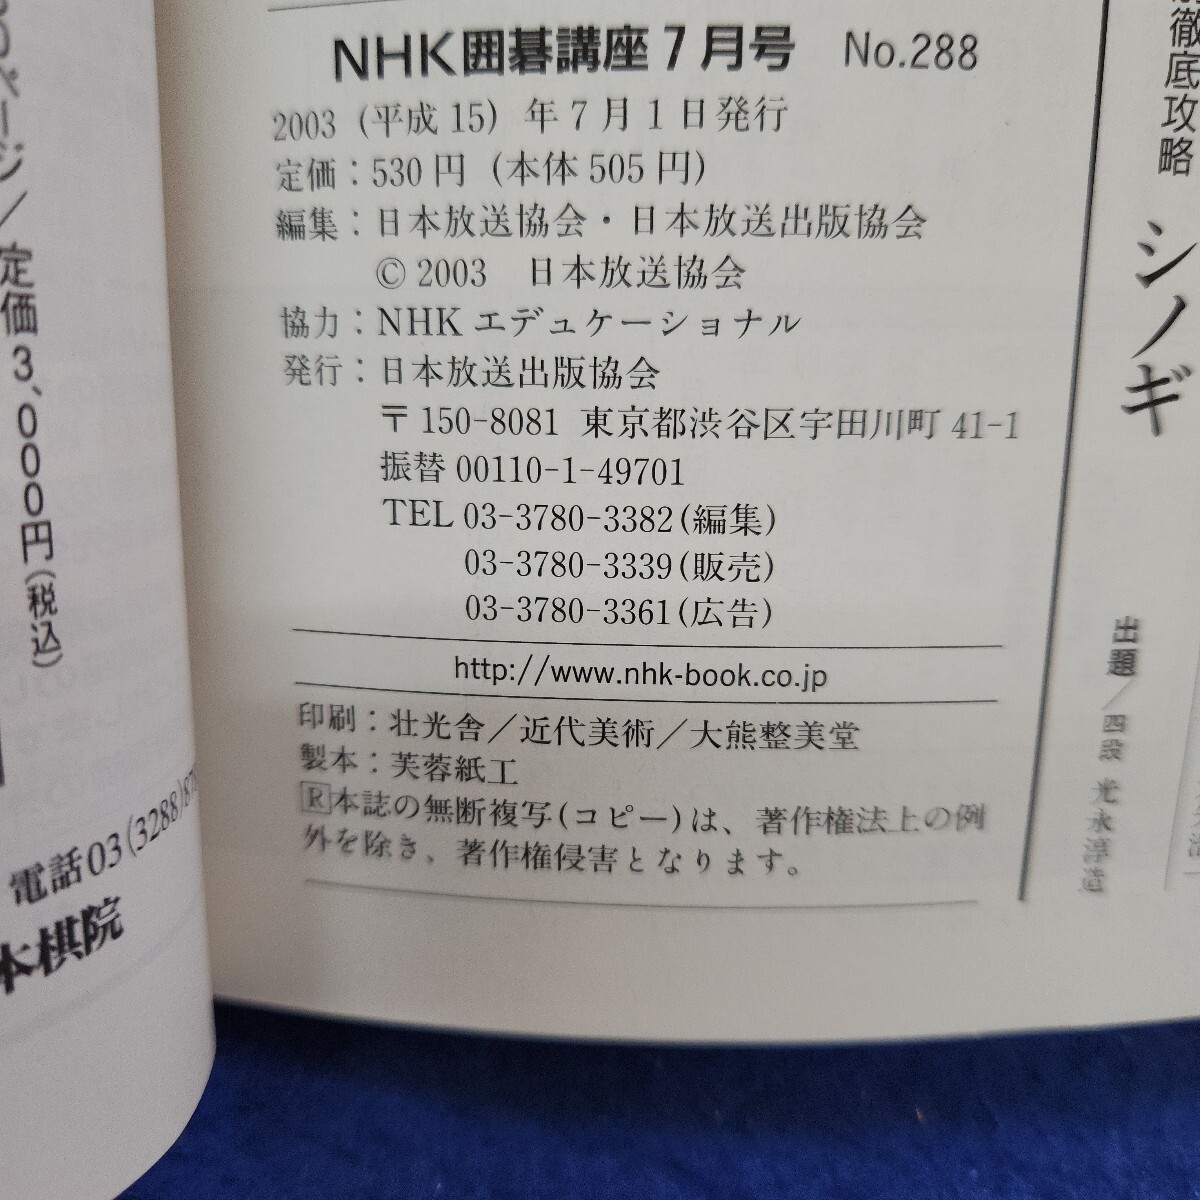 NHK囲碁講座7月号 No.288
2003(平成15)年7月1日発行
定価：530円(本体505円)
編集：日本放送協会・日本放送出版協会
©2003 日本放送協会
協力：NHKエデュケーショナル
発行：日本放送出版協会
〒150-8081 東京都渋谷区宇田川町41-1
振替 00110-1-49701
TEL 03-3780-3382(編集)
03-3780-3339(販売)
03-3780-3361(広告)
http://www.nhk-book.co.jp
印刷：壮光舎／近代美術／大熊整美堂
製本：芙蓉紙工
Ⓡ本誌の無断複写(コピー)は、著作権法上の例
外を除き、著作権侵害となります。
徹底攻略 シノギ
出題／四段 光永淳造
ページ／定価3,000円(税込)
電話03(3288)87
本棋院